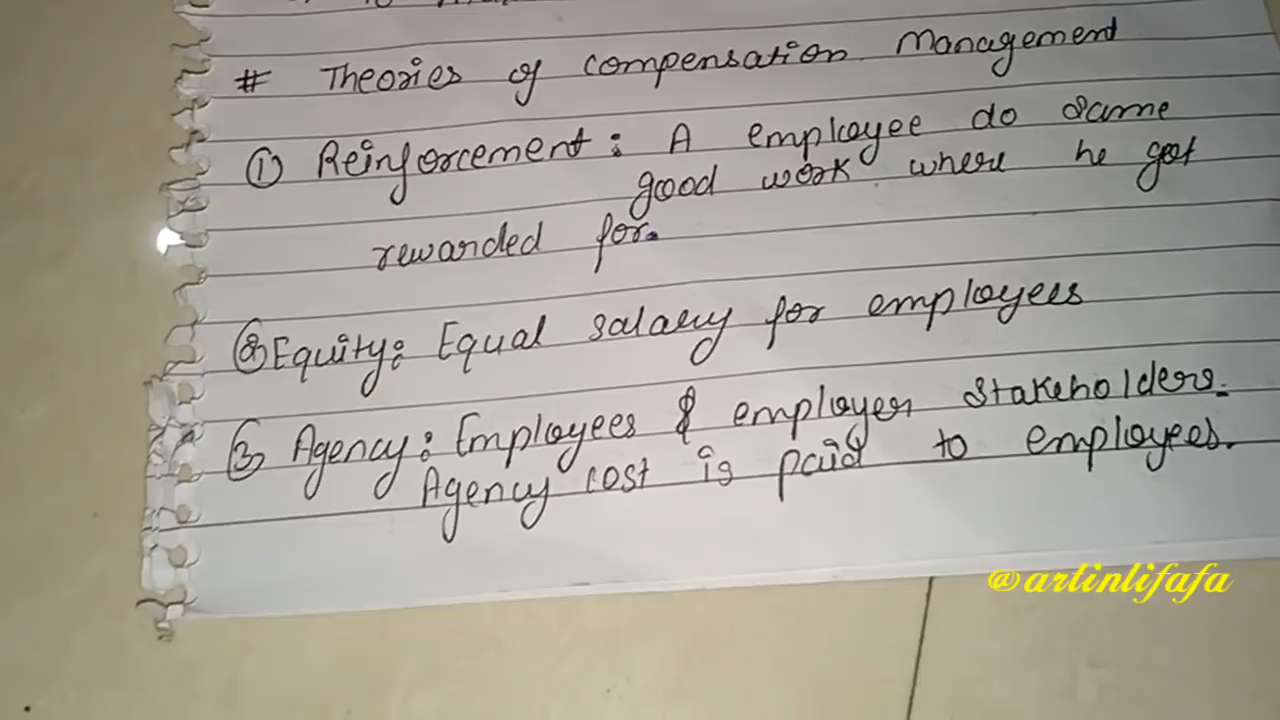 # Theories of compensation Management
① Reinforcement: A employee do same
good work where he get
rewarded for.
② Equity: Equal salary for employees
③ Agency: Employees & employer stakeholders.
Agency cost is paid to employees.
@artinlifafa